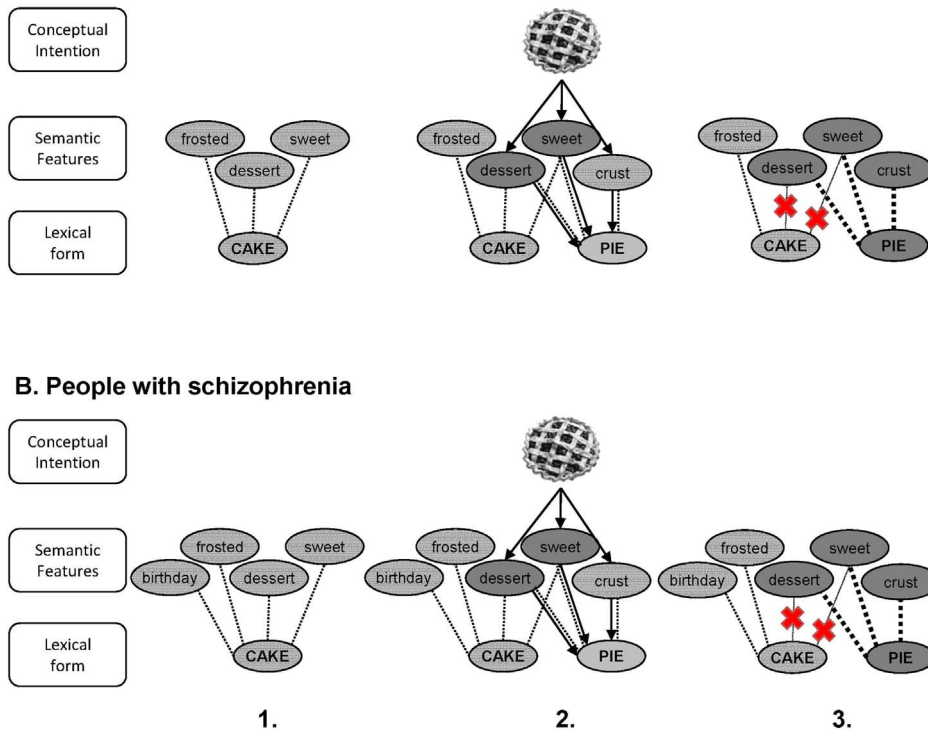 Conceptual
Intention
Semantic
Features
frosted
sweet
dessert
frosted
sweet
dessert
crust
frosted
sweet
dessert
crust
Lexical
form
CAKE
CAKE
PIE
CAKE
PIE
B. People with schizophrenia
Conceptual
Intention
Semantic
Features
frosted
sweet
birthday
dessert
frosted
sweet
birthday
dessert
crust
frosted
sweet
birthday
dessert
crust
Lexical
form
CAKE
CAKE
PIE
CAKE
PIE
1.
2.
3.